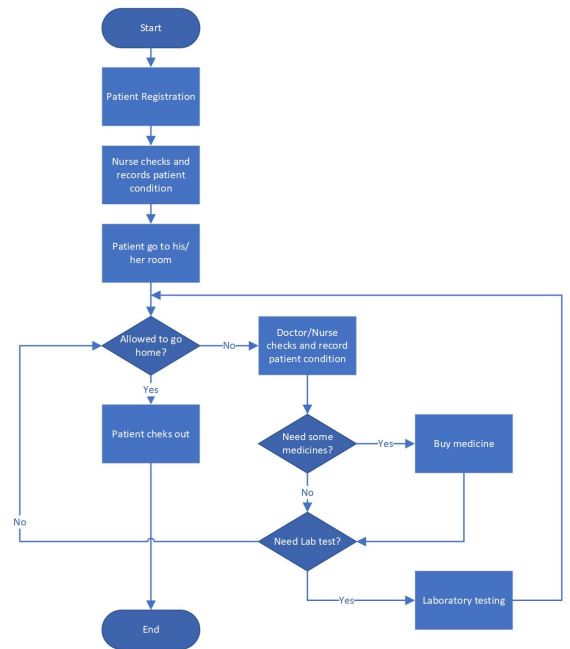 Start
Patient Registration
Nurse checks and
records patient
condition
Patient go to his/
her room
Allowed to go
home?
No
Doctor/Nurse
checks and record
patient condition
Yes
Patient cheks out
Need some
medicines?
Yes
Buy medicine
No
No
Need Lab test?
Yes
Laboratory testing
End